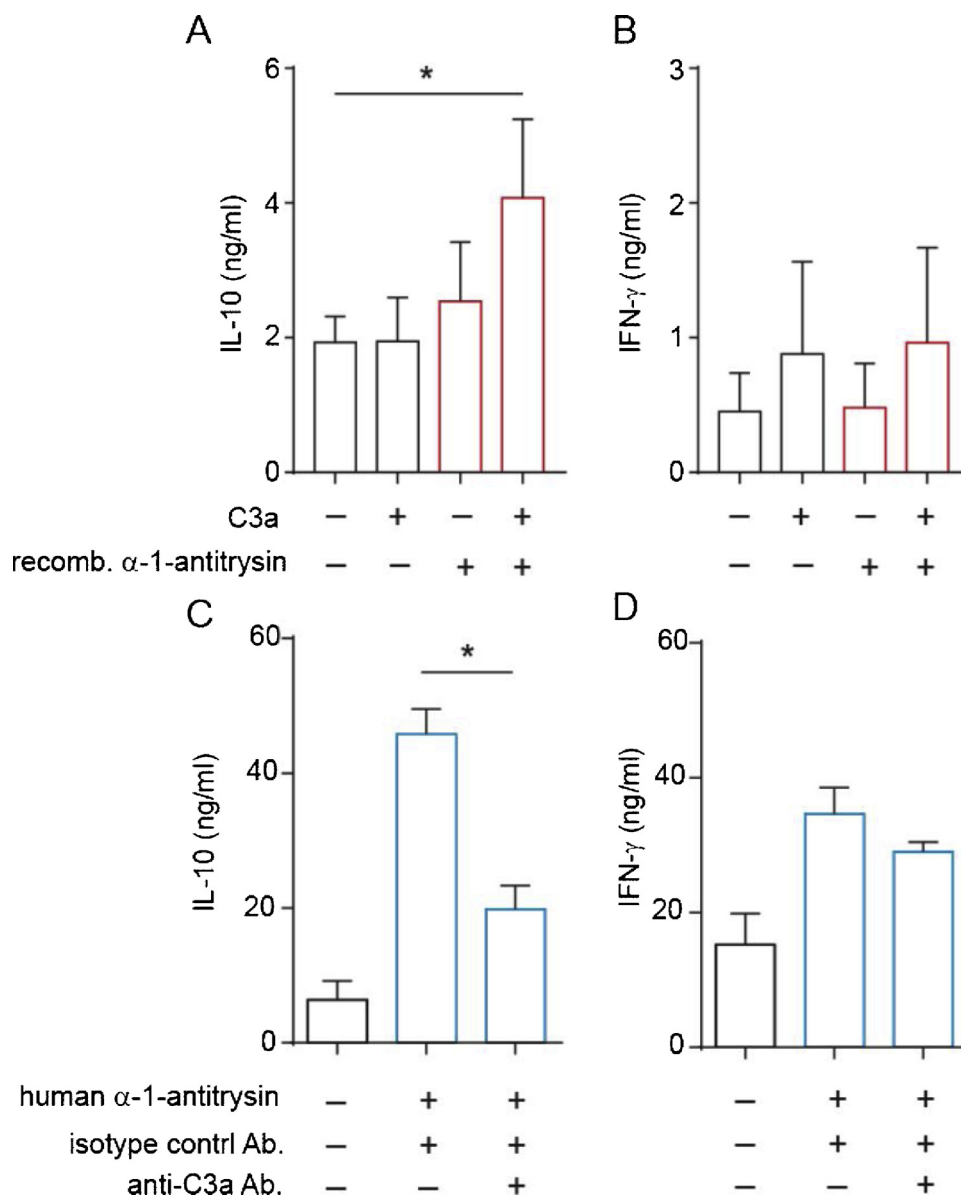 A
B
6
4
2
0
IL-10 (ng/ml)
*
3
2
1
0
IFN-γ (ng/ml)
C3a
– + – +
– + – +
recomb. α-1-antitrysin
– – + +
– – + +
C
D
60
40
20
0
IL-10 (ng/ml)
*
60
40
20
0
IFN-γ (ng/ml)
human α-1-antitrysin
– + +
– + +
isotype contrl Ab.
– + +
– + +
anti-C3a Ab.
– – +
– – +